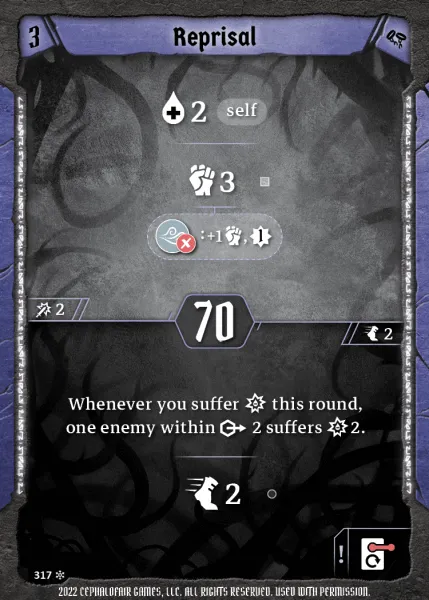 3 Reprisal
2 self
3
:+1 , 1
2
70
2
Whenever you suffer this round,
one enemy within 2 suffers 2.
2
!
317
2022 CEPHALOFAIR GAMES, LLC. ALL RIGHTS RESERVED. USED WITH PERMISSION.